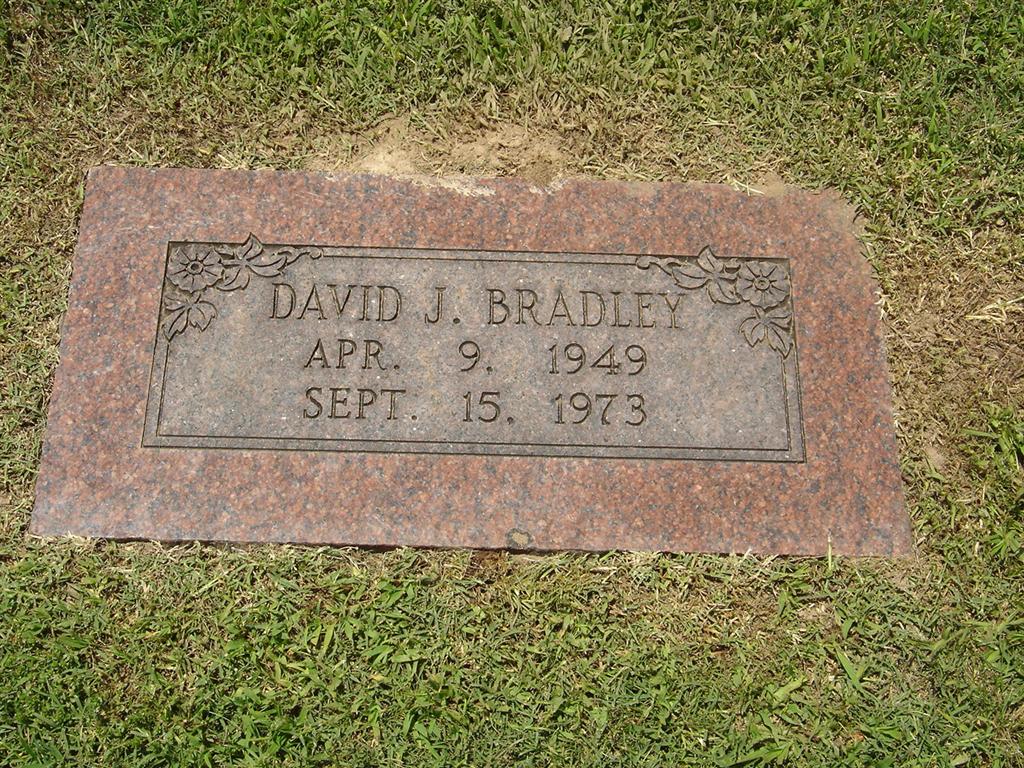 DAVID J. BRADLEY
APR. 9. 1949
SEPT. 15. 1973